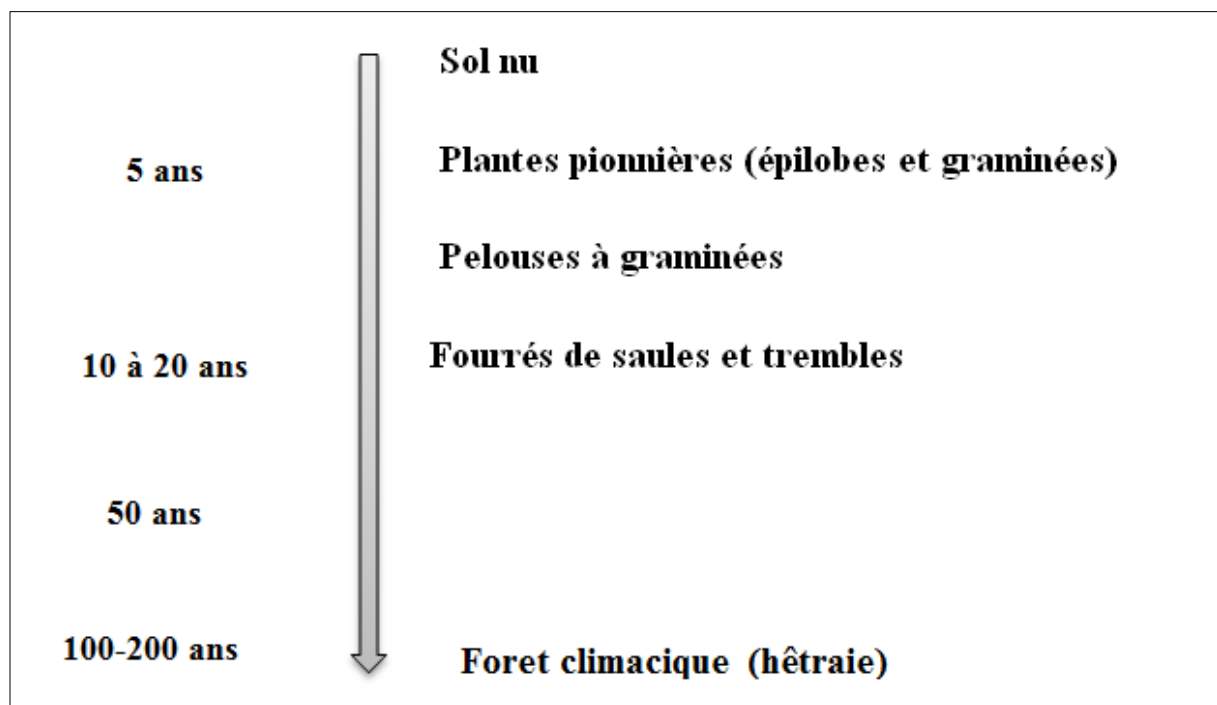 Sol nu
5 ans
Plantes pionnières (épilobes et graminées)
Pelouses à graminées
10 à 20 ans
Fourrés de saules et trembles
50 ans
100-200 ans
Foret climacique (hêtraie)